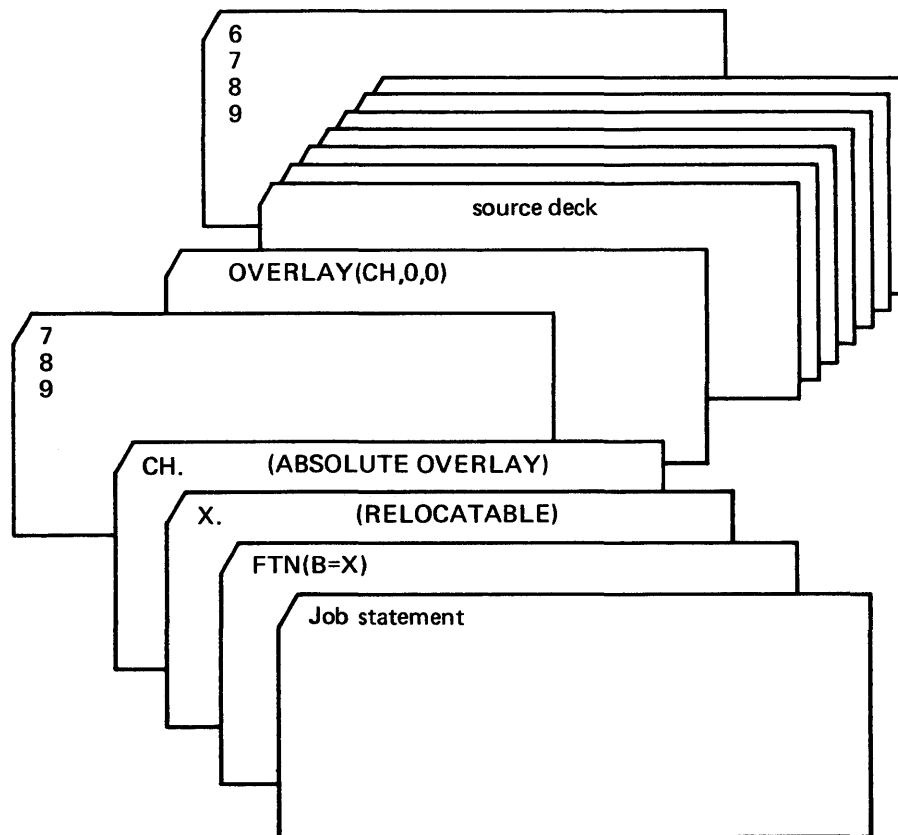 6
7
8
9
source deck
OVERLAY(CH,0,0)
7
8
9
CH. (ABSOLUTE OVERLAY)
X. (RELOCATABLE)
FTN(B=X)
Job statement